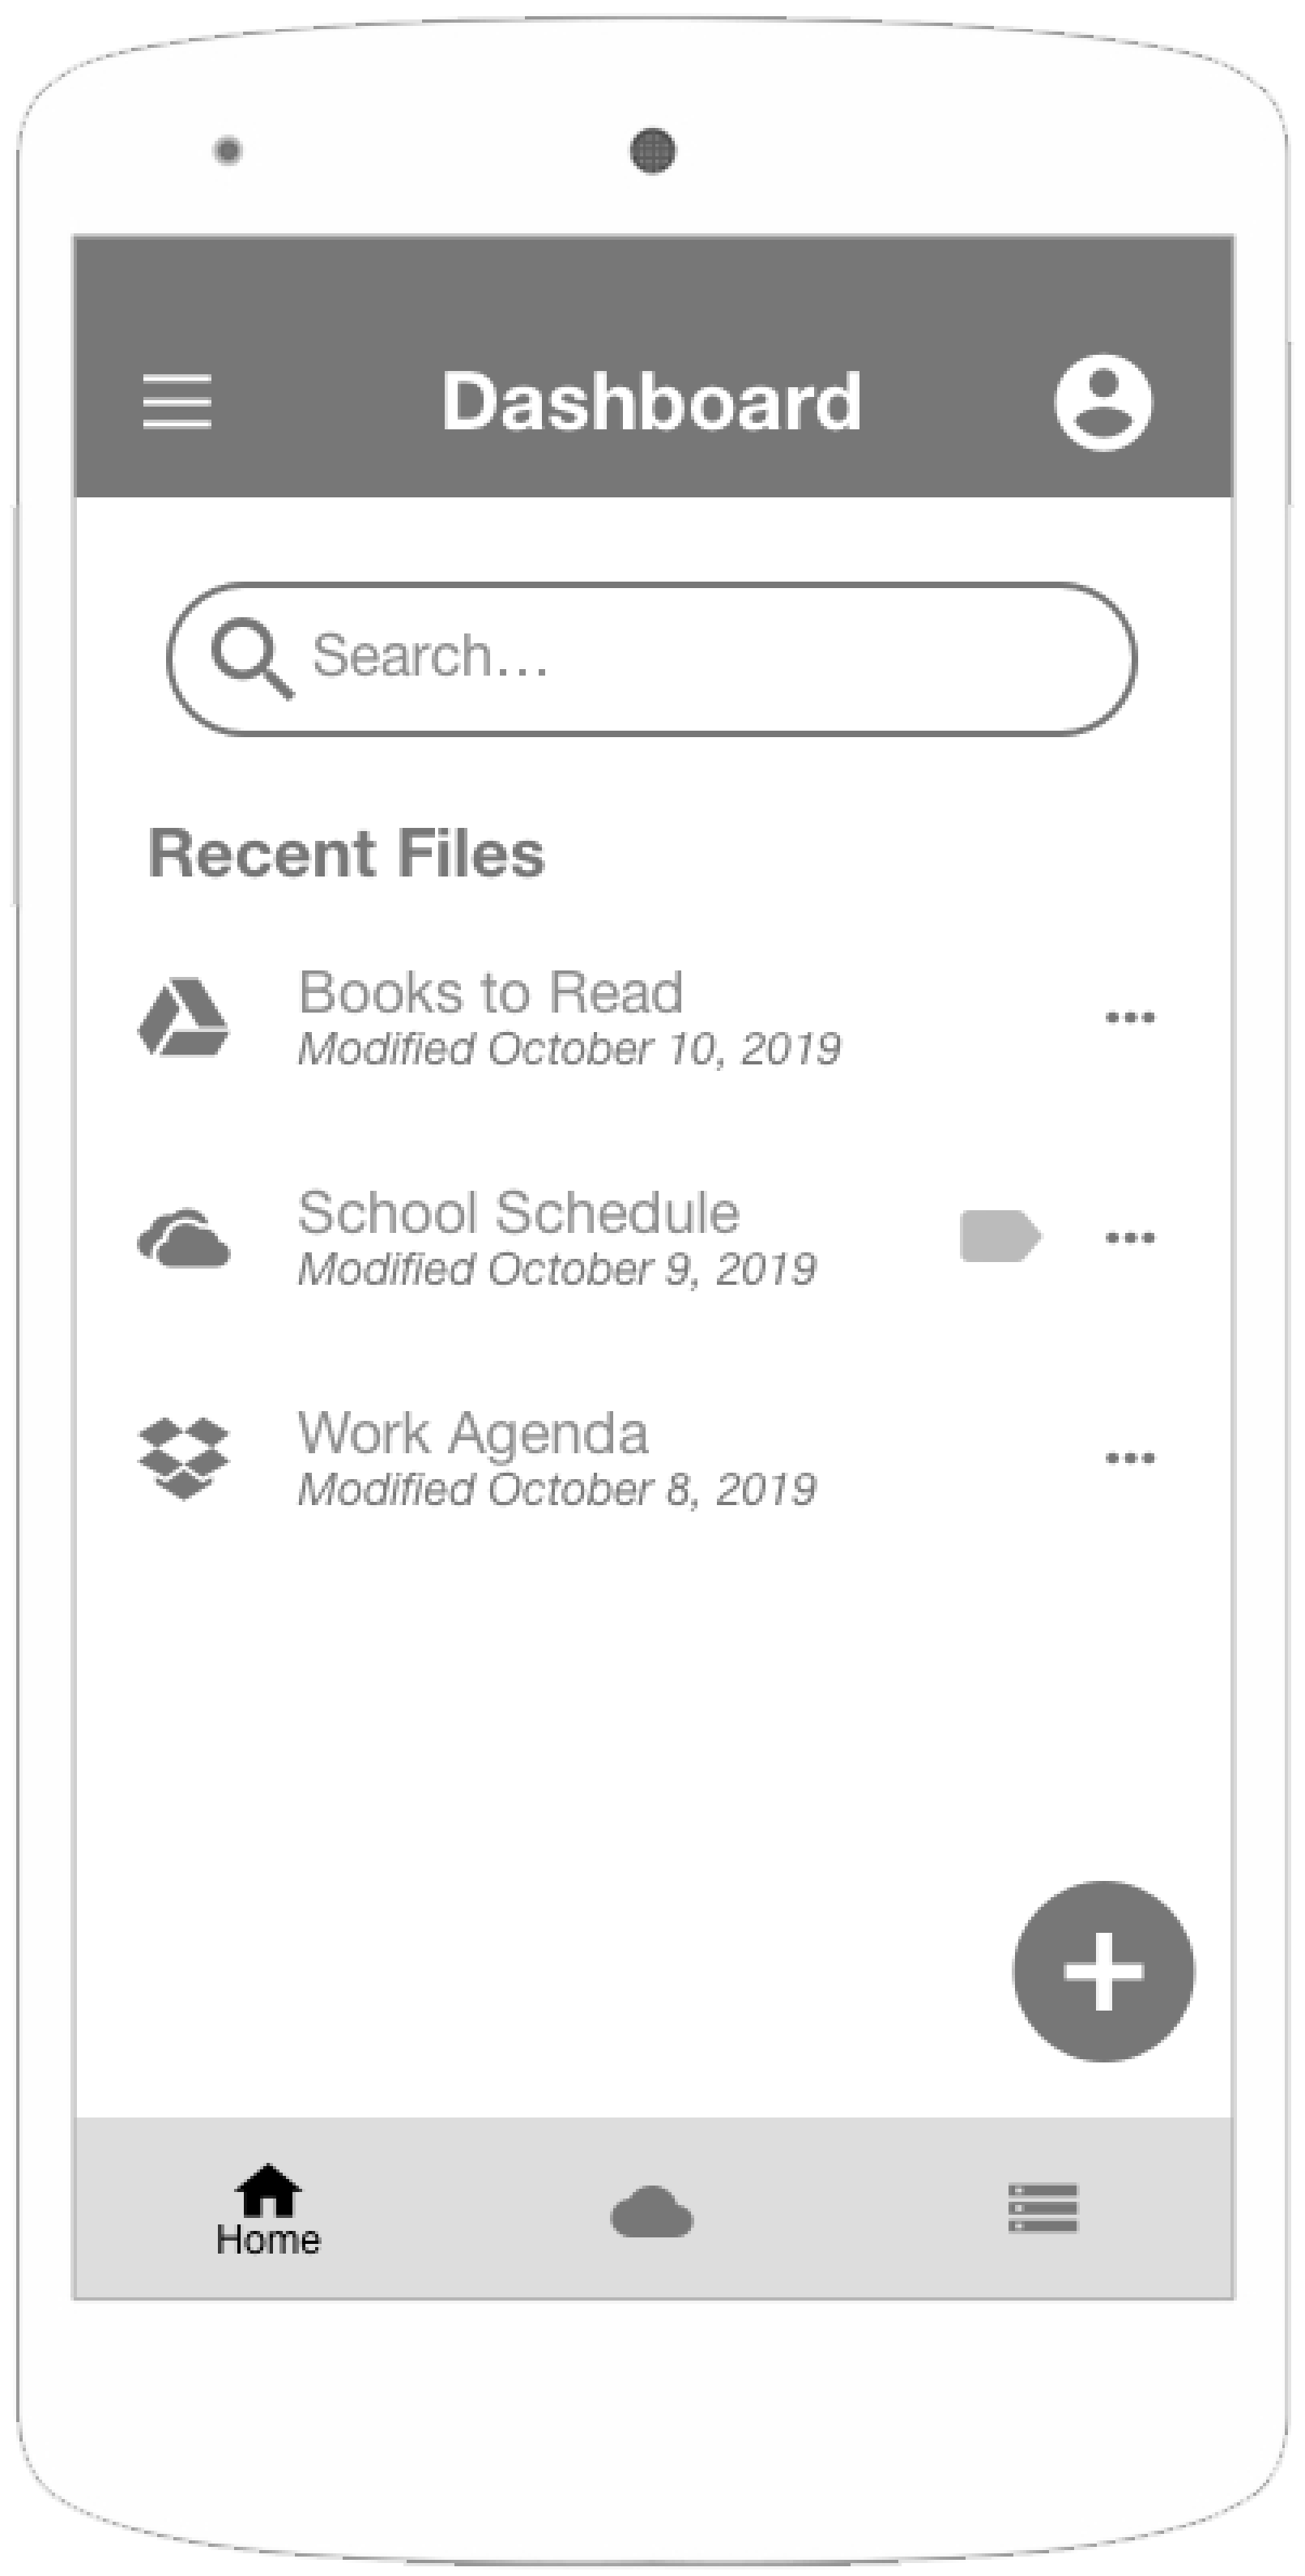 Dashboard
Search...
Recent Files
Books to Read
Modified October 10, 2019
School Schedule
Modified October 9, 2019
Work Agenda
Modified October 8, 2019
Home